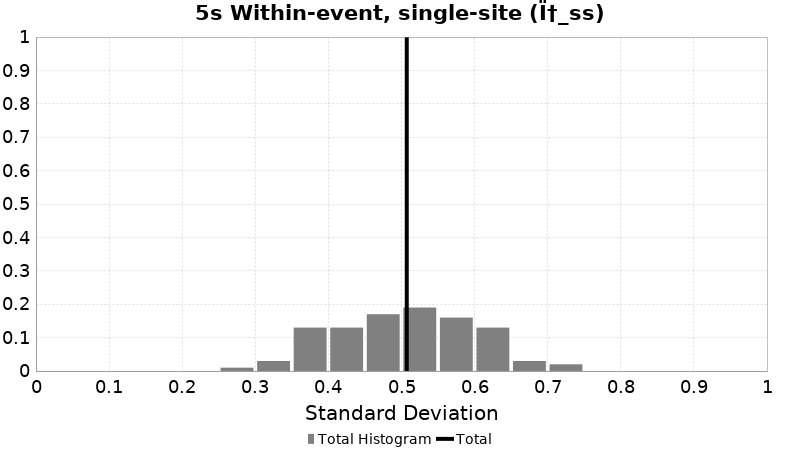 5s Within-event, single-site (Ï†_ss)
1
0.9
0.8
0.7
0.6
0.5
0.4
0.3
0.2
0.1
0
0 0.1 0.2 0.3 0.4 0.5 0.6 0.7 0.8 0.9 1
Standard Deviation
Total Histogram Total